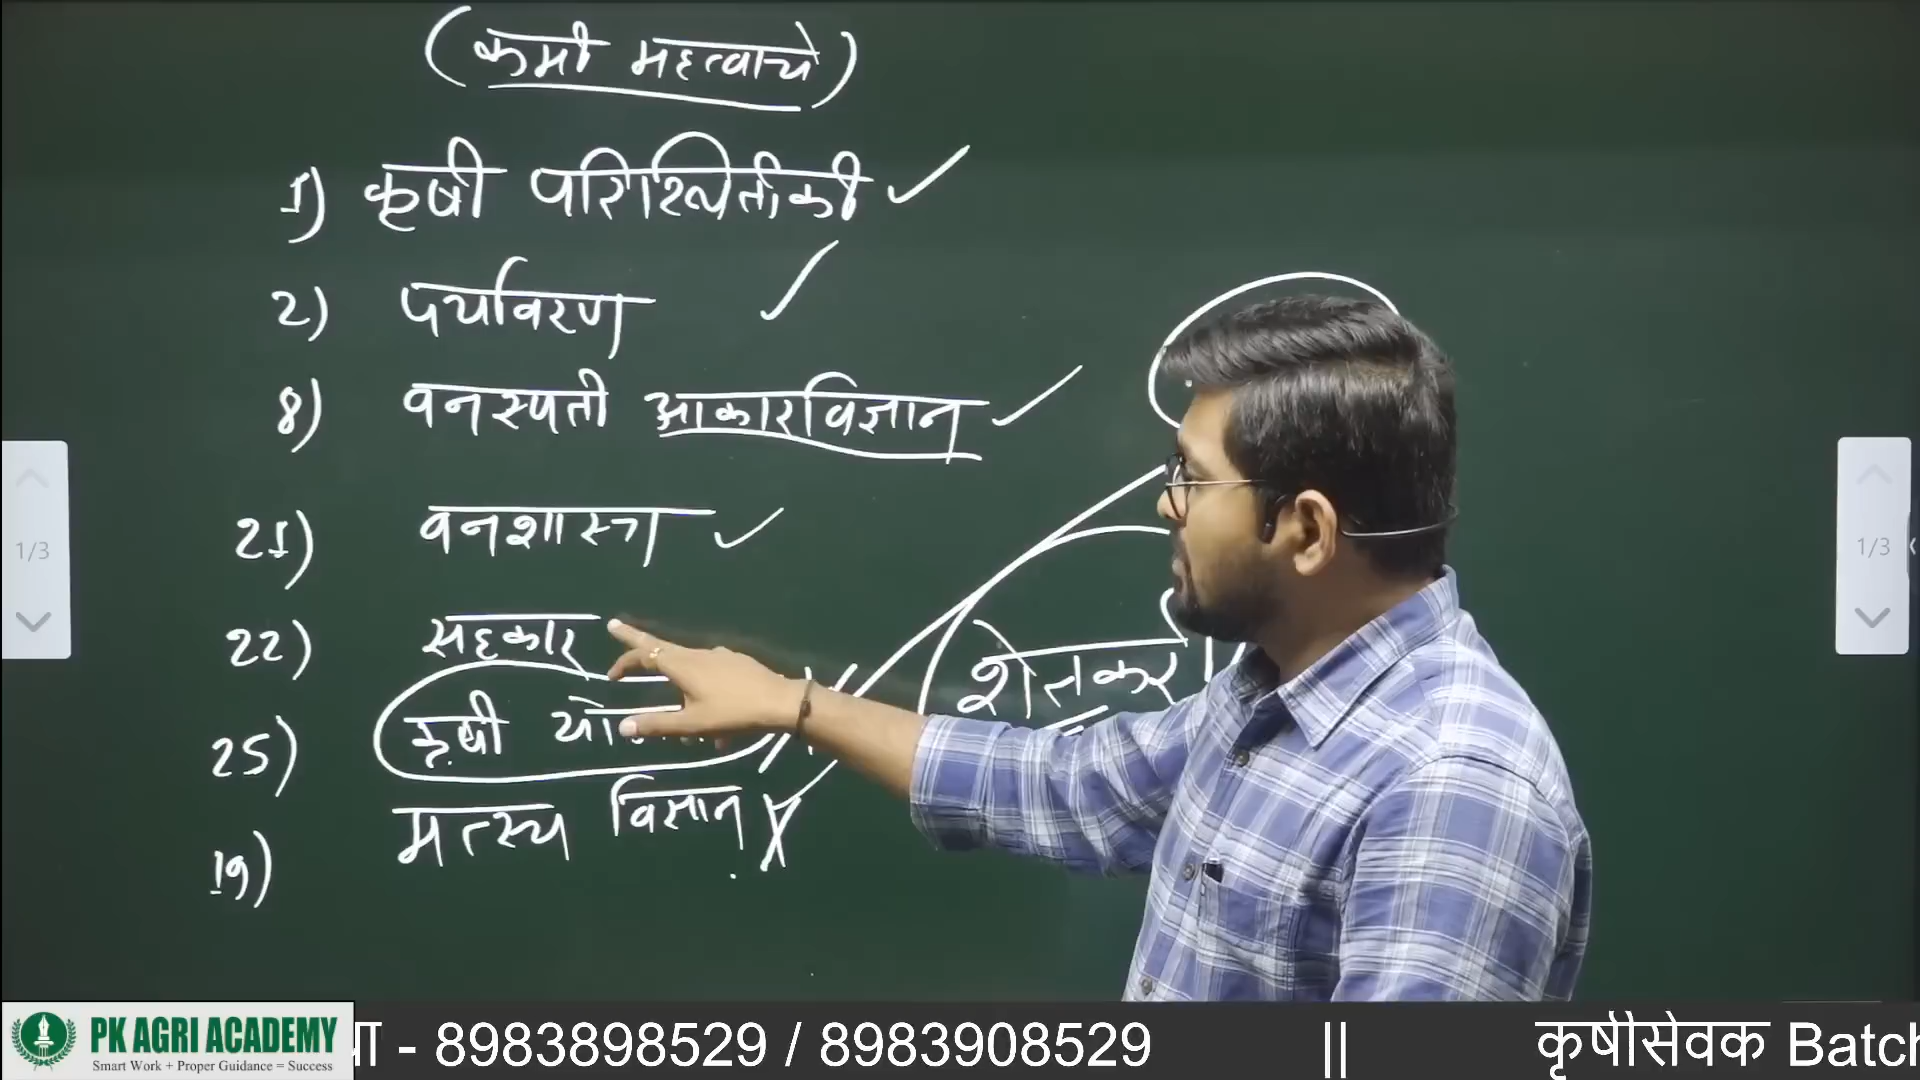 (कमी महत्वाचे)
1) कृषी परिस्थितीकी
2) पर्यावरण
8) वनस्पती आकारविज्ञान
21) वनशास्त्र
22) सहकार
शेतकरी
25) कृषी
19) मत्स्य विज्ञान
1/3
1/3
PK AGRI ACADEMY
Smart Work + Proper Guidance = Success
- 8983898529 / 8983908529 || कृषीसेवक Batch